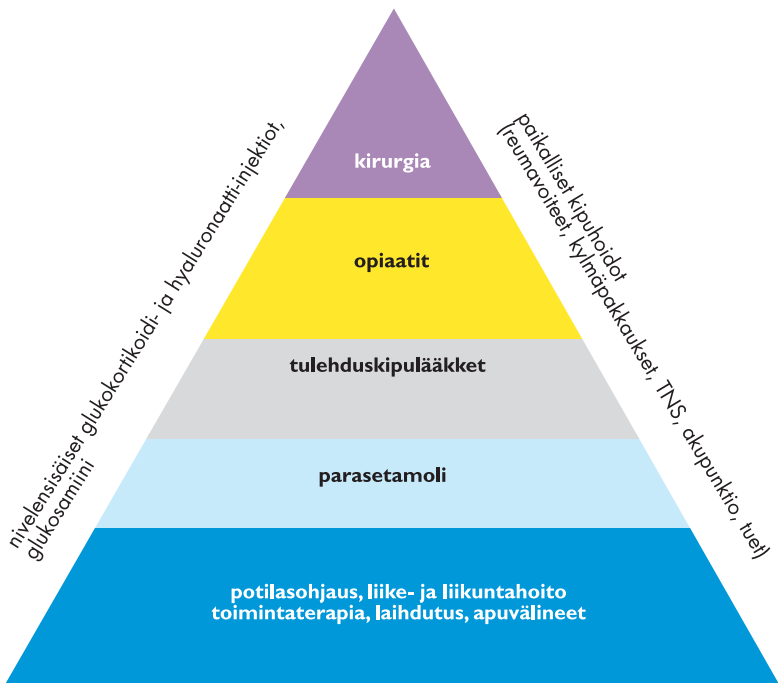 kirurgia
opiaatit
tulehduskipulääkket
parasetamoli
potilasohjaus, liike- ja liikuntahoito
toimintaterapia, laihdutus, apuvälineet
nivelensisäiset glukokortikoidi- ja hyaluronaatti-injektiot,
glukosamiini
paikalliset kipuhoidot
(reumavoiteet, kylmäpakkaukset, TNS, akupunktio, tuet)